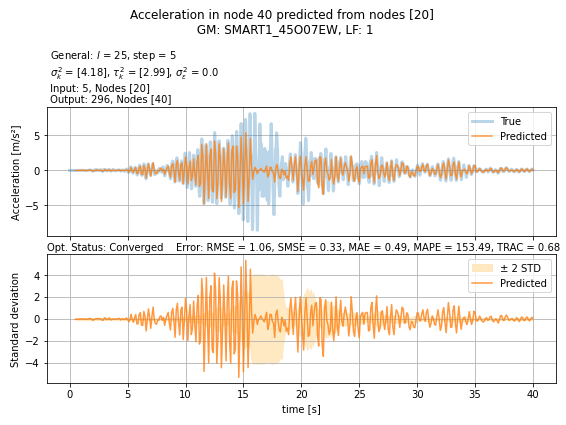 Acceleration in node 40 predicted from nodes [20]
GM: SMART1_45O07EW, LF: 1
General: l = 25, step = 5
σ²ₖ = [4.18], τ²ₖ = [2.99], σ²ₑ = 0.0
Input: 5, Nodes [20]
Output: 296, Nodes [40]
Acceleration [m/s²]
5
0
−5
True
Predicted
Opt. Status: Converged Error: RMSE = 1.06, SMSE = 0.33, MAE = 0.49, MAPE = 153.49, TRAC = 0.68
Standard deviation
4
2
0
−2
−4
± 2 STD
Predicted
0 5 10 15 20 25 30 35 40
time [s]